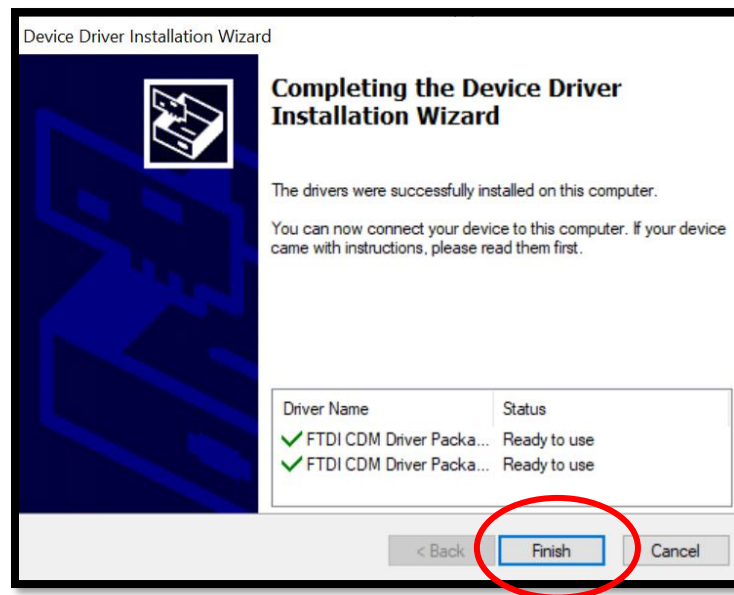 Device Driver Installation Wizard
Completing the Device Driver
Installation Wizard
The drivers were successfully installed on this computer.
You can now connect your device to this computer. If your device
came with instructions, please read them first.
Driver Name Status
FTDI CDM Driver Packa... Ready to use
FTDI CDM Driver Packa... Ready to use
< Back Finish Cancel